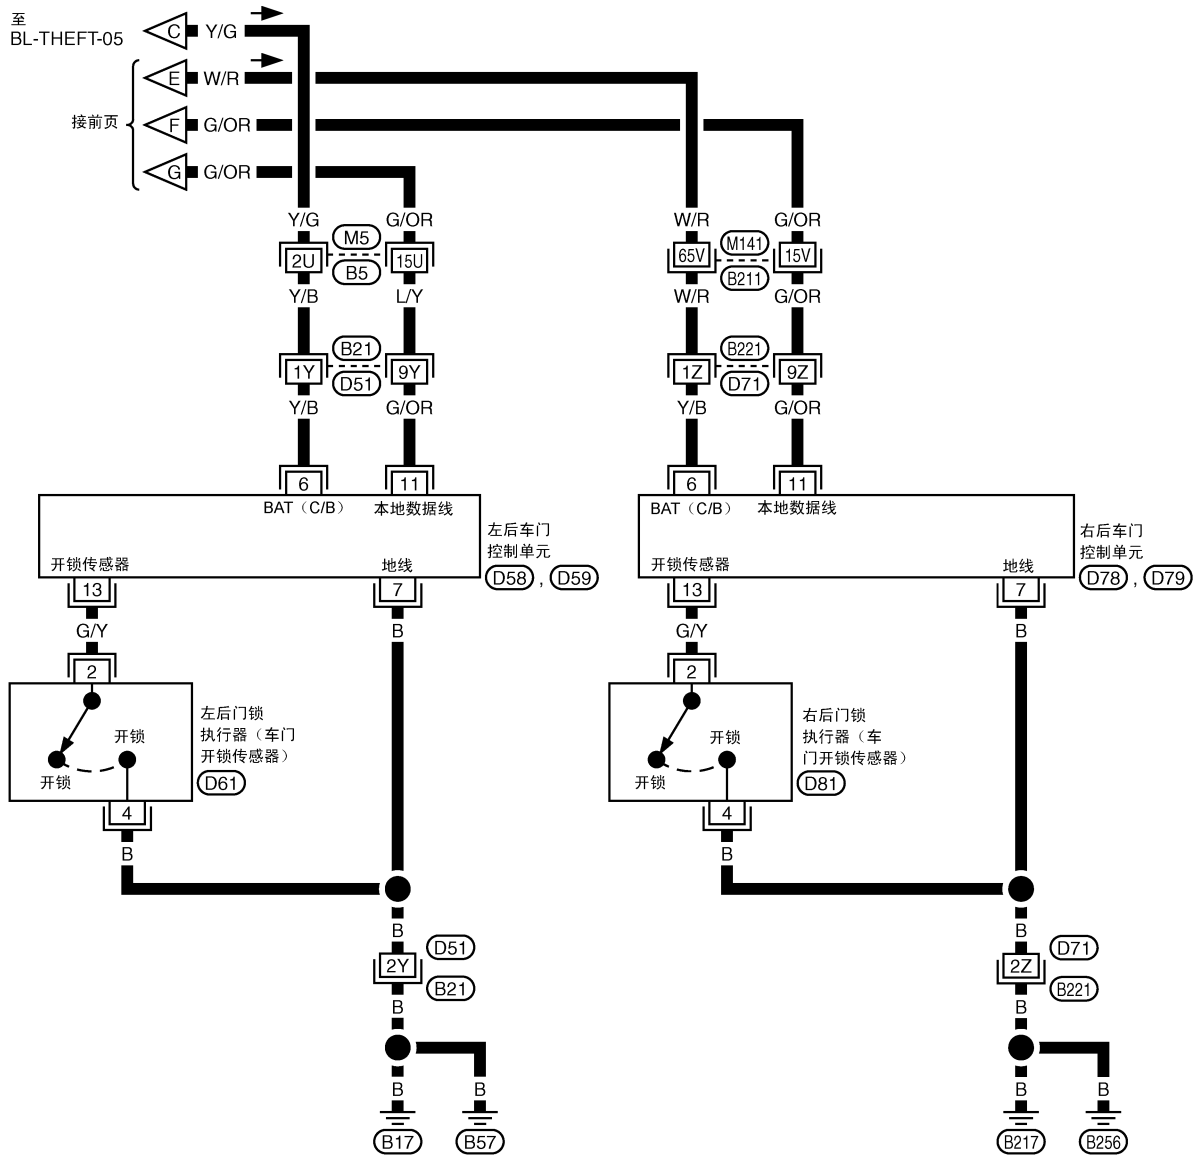 至
BL-THEFT-05
C Y/G
E W/R
接前页
F G/OR
G G/OR
Y/G G/OR W/R G/OR
2U M5 B5 15U 65V M141 B211 15V
Y/B L/Y W/R G/OR
1Y B21 D51 9Y 1Z B221 D71 9Z
Y/B G/OR Y/B G/OR
6 11 6 11
BAT（C/B） 本地数据线 BAT（C/B） 本地数据线
左后车门
控制单元
D58 , D59
右后车门
控制单元
D78 , D79
开锁传感器 地线 开锁传感器 地线
13 7 13 7
G/Y B G/Y B
2 2
左后门锁
执行器（车门
开锁传感器）
D61
开锁
开锁
右后门锁
执行器（车
门开锁传感器）
D81
开锁
开锁
4 4
B B
B B
D51 D71
2Y 2Z
B21 B221
B B
B B B B
B17 B57 B217 B256